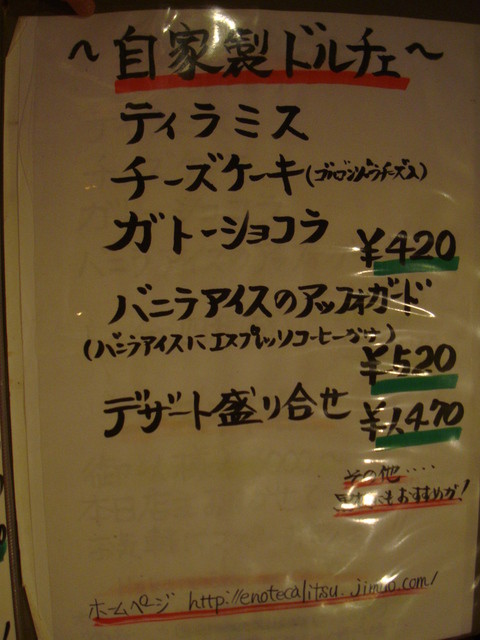 ～自家製ドルチェ～
ティラミス
チーズケーキ(ゴルゴンゾーラチーズ入)
ガトーショコラ
¥420
バニラアイスのアッフォガード
(バニラアイスにエスプレッソコーヒーがけ)
¥520
デザート盛り合せ ¥1,470
その他‥‥
もおすすめが!
ホームページ http://enotecalitsu.jimdo.com/